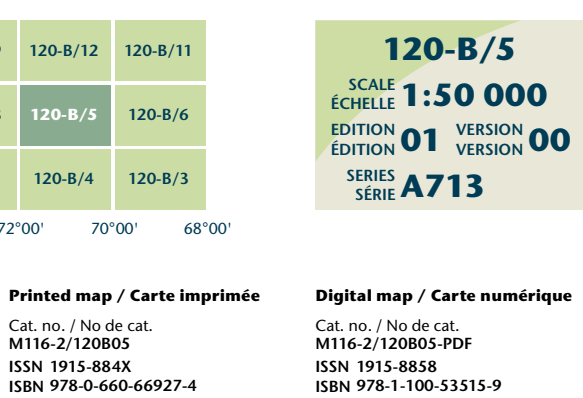 120-B/12 120-B/11
120-B/5 120-B/6
120-B/4 120-B/3
72°00' 70°00' 68°00'
120-B/5
SCALE
ÉCHELLE 1:50 000
EDITION
ÉDITION 01 VERSION
VERSION 00
SERIES
SÉRIE A713
Printed map / Carte imprimée
Cat. no. / No de cat.
M116-2/120B05
ISSN 1915-884X
ISBN 978-0-660-66927-4
Digital map / Carte numérique
Cat. no. / No de cat.
M116-2/120B05-PDF
ISSN 1915-8858
ISBN 978-1-100-53515-9